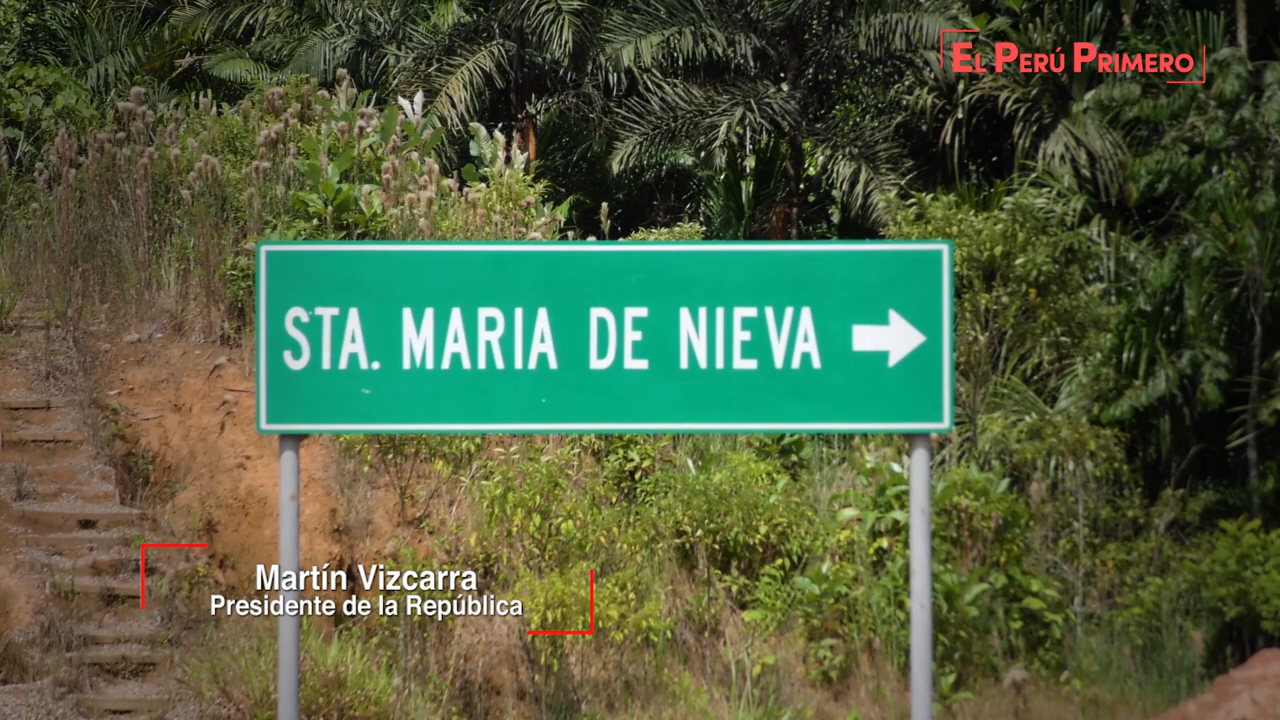 El Perú Primero
STA. MARIA DE NIEVA
Martín Vizcarra
Presidente de la República